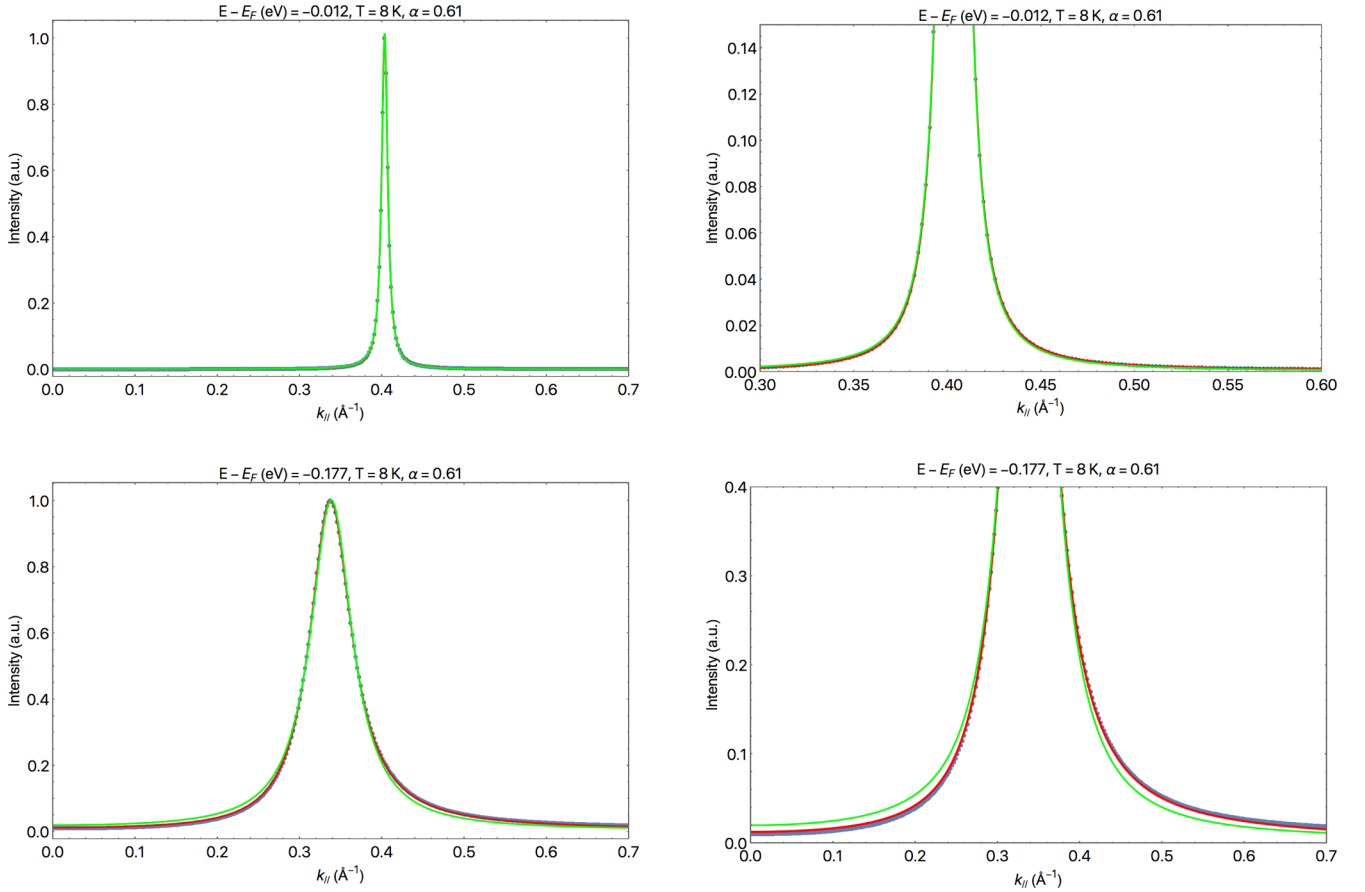 E – E_F (eV) = −0.012, T = 8 K, α = 0.61
1.0
0.8
0.6
0.4
0.2
0.0
Intensity (a.u.)
0.0 0.1 0.2 0.3 0.4 0.5 0.6 0.7
k_// (Å⁻¹)
E – E_F (eV) = −0.012, T = 8 K, α = 0.61
0.14
0.12
0.10
0.08
0.06
0.04
0.02
0.00
Intensity (a.u.)
0.30 0.35 0.40 0.45 0.50 0.55 0.60
k_// (Å⁻¹)
E – E_F (eV) = −0.177, T = 8 K, α = 0.61
1.0
0.8
0.6
0.4
0.2
0.0
Intensity (a.u.)
0.0 0.1 0.2 0.3 0.4 0.5 0.6 0.7
k_// (Å⁻¹)
E – E_F (eV) = −0.177, T = 8 K, α = 0.61
0.4
0.3
0.2
0.1
0.0
Intensity (a.u.)
0.0 0.1 0.2 0.3 0.4 0.5 0.6 0.7
k_// (Å⁻¹)